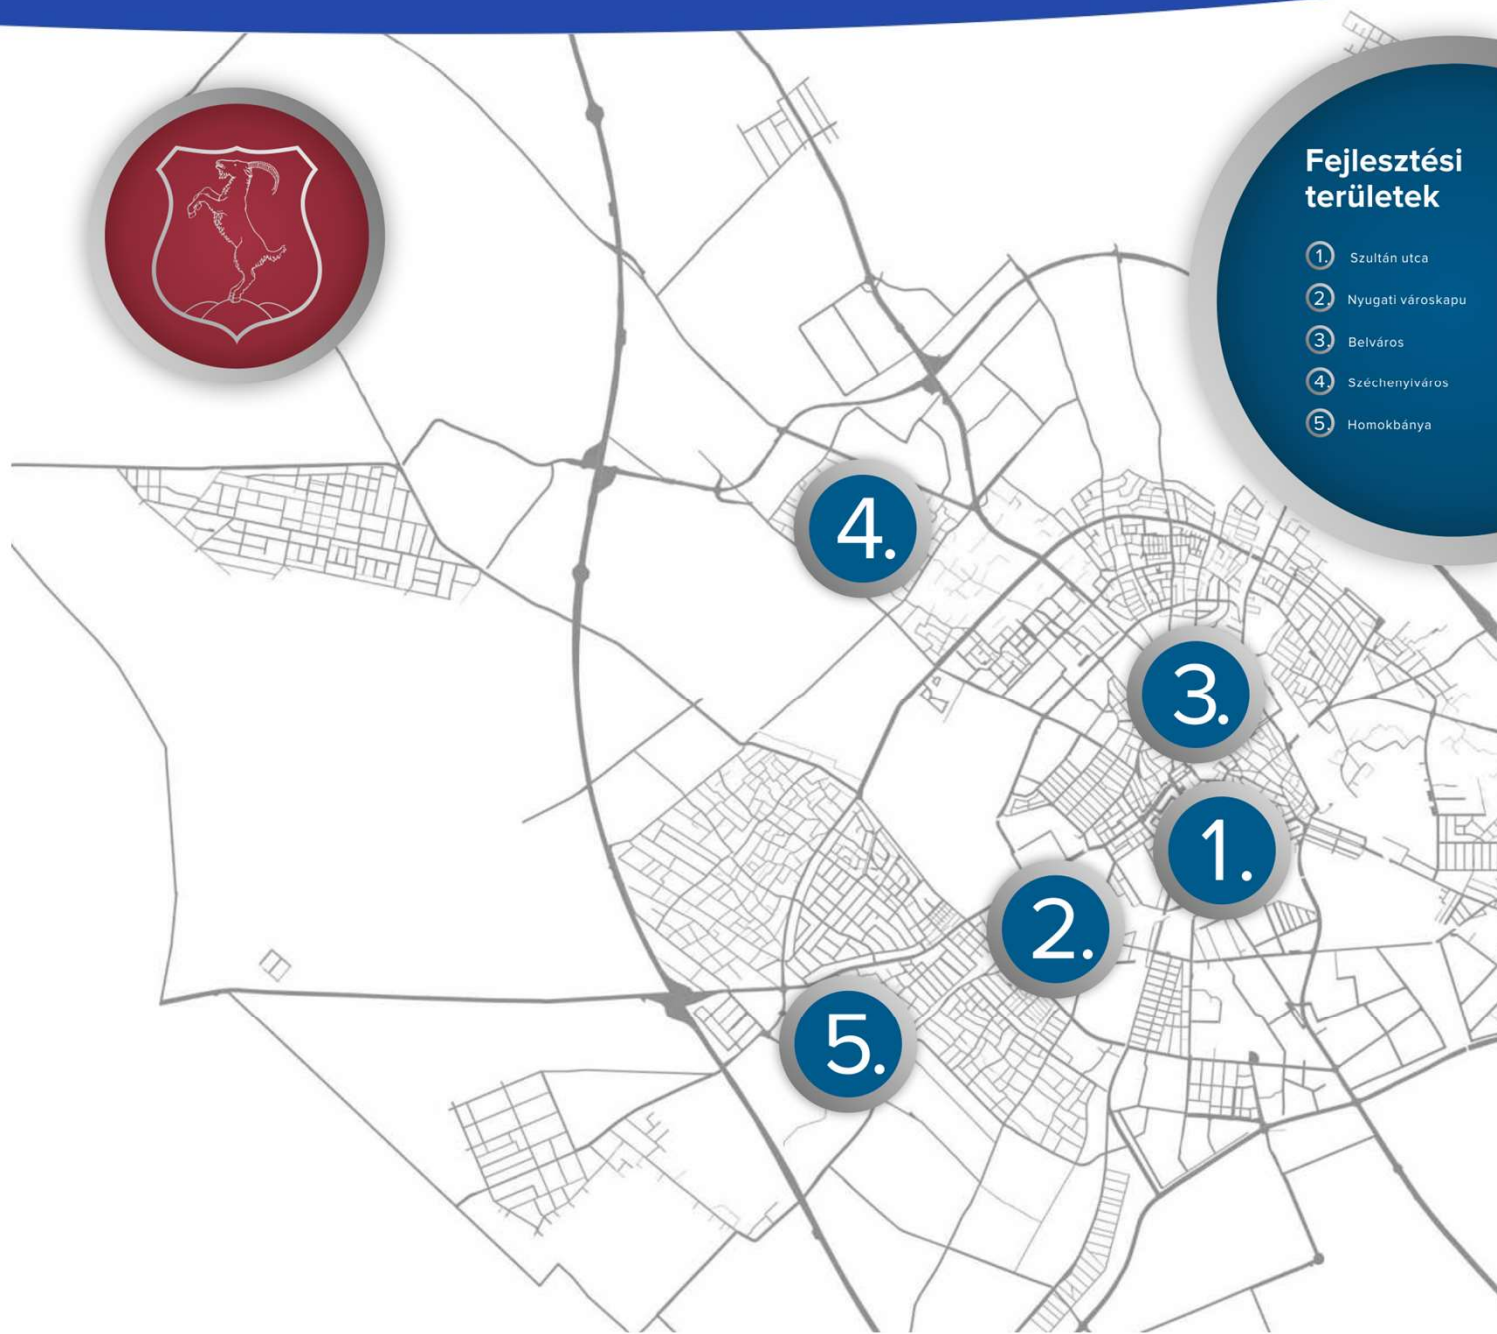 Fejlesztési
területek
1. Szultán utca
2. Nyugati városkapu
3. Belváros
4. Széchenyiváros
5. Homokbánya
4.
3.
1.
2.
5.